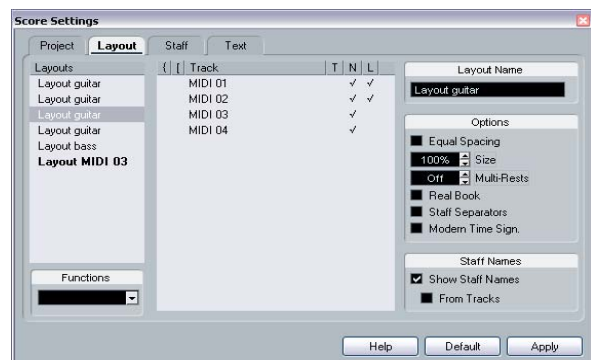 Score Settings
Project Layout Staff Text
Layouts
Layout guitar
Layout guitar
Layout guitar
Layout guitar
Layout bass
Layout MIDI 03
Functions
{ [ Track T N L
MIDI 01 ✓ ✓
MIDI 02 ✓ ✓
MIDI 03 ✓
MIDI 04 ✓
Layout Name
Layout guitar
Options
Equal Spacing
100% Size
Off Multi-Rests
Real Book
Staff Separators
Modern Time Sign.
Staff Names
Show Staff Names
From Tracks
Help Default Apply